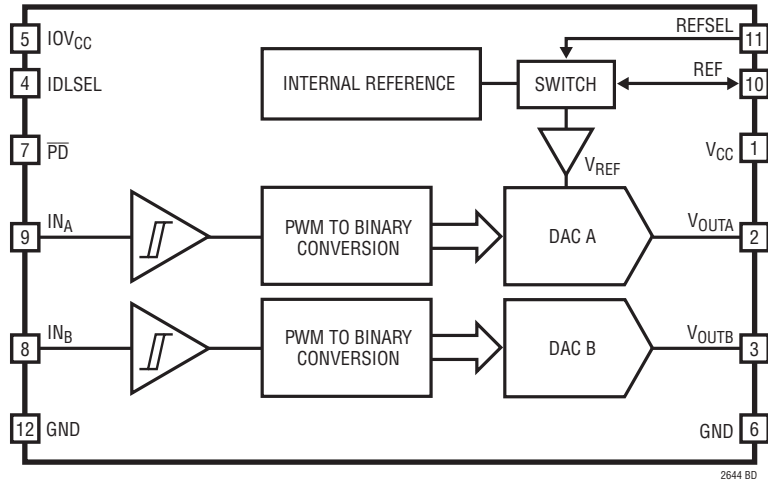 5 IOVCC
REFSEL 11
4 IDLSEL
INTERNAL REFERENCE
SWITCH
REF 10
7 PD
VCC 1
VREF
9 INA
PWM TO BINARY
CONVERSION
DAC A
VOUTA 2
8 INB
PWM TO BINARY
CONVERSION
DAC B
VOUTB 3
12 GND
GND 6
2644 BD